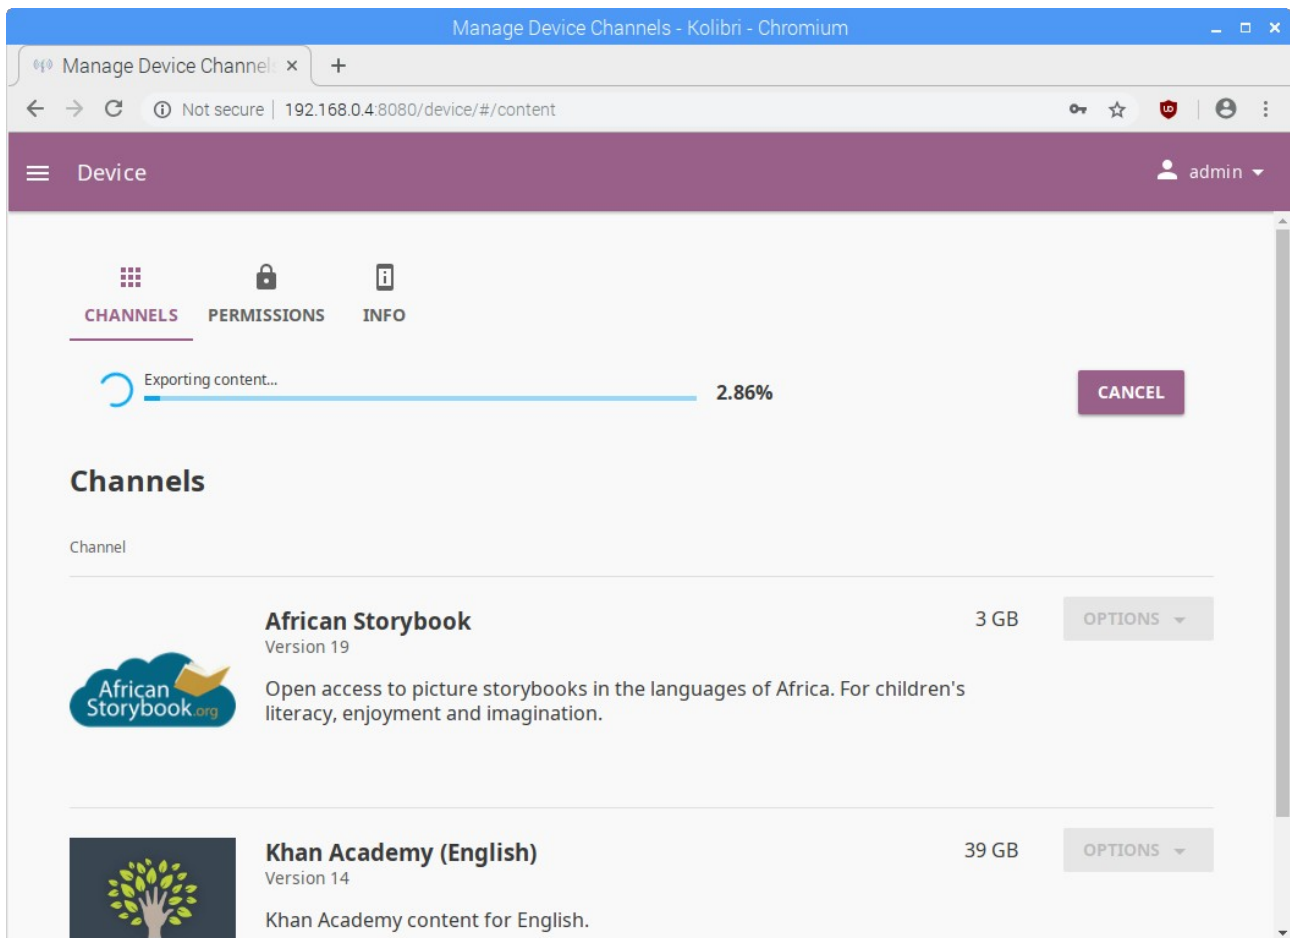 Manage Device Channels - Kolibri - Chromium
Manage Device Channel
Not secure | 192.168.0.4:8080/device/#/content
Device
admin
CHANNELS PERMISSIONS INFO
Exporting content...
2.86%
CANCEL
Channels
Channel
African Storybook
3 GB
OPTIONS
Version 19
African
Storybook.org
Open access to picture storybooks in the languages of Africa. For children's
literacy, enjoyment and imagination.
Khan Academy (English)
39 GB
OPTIONS
Version 14
Khan Academy content for English.